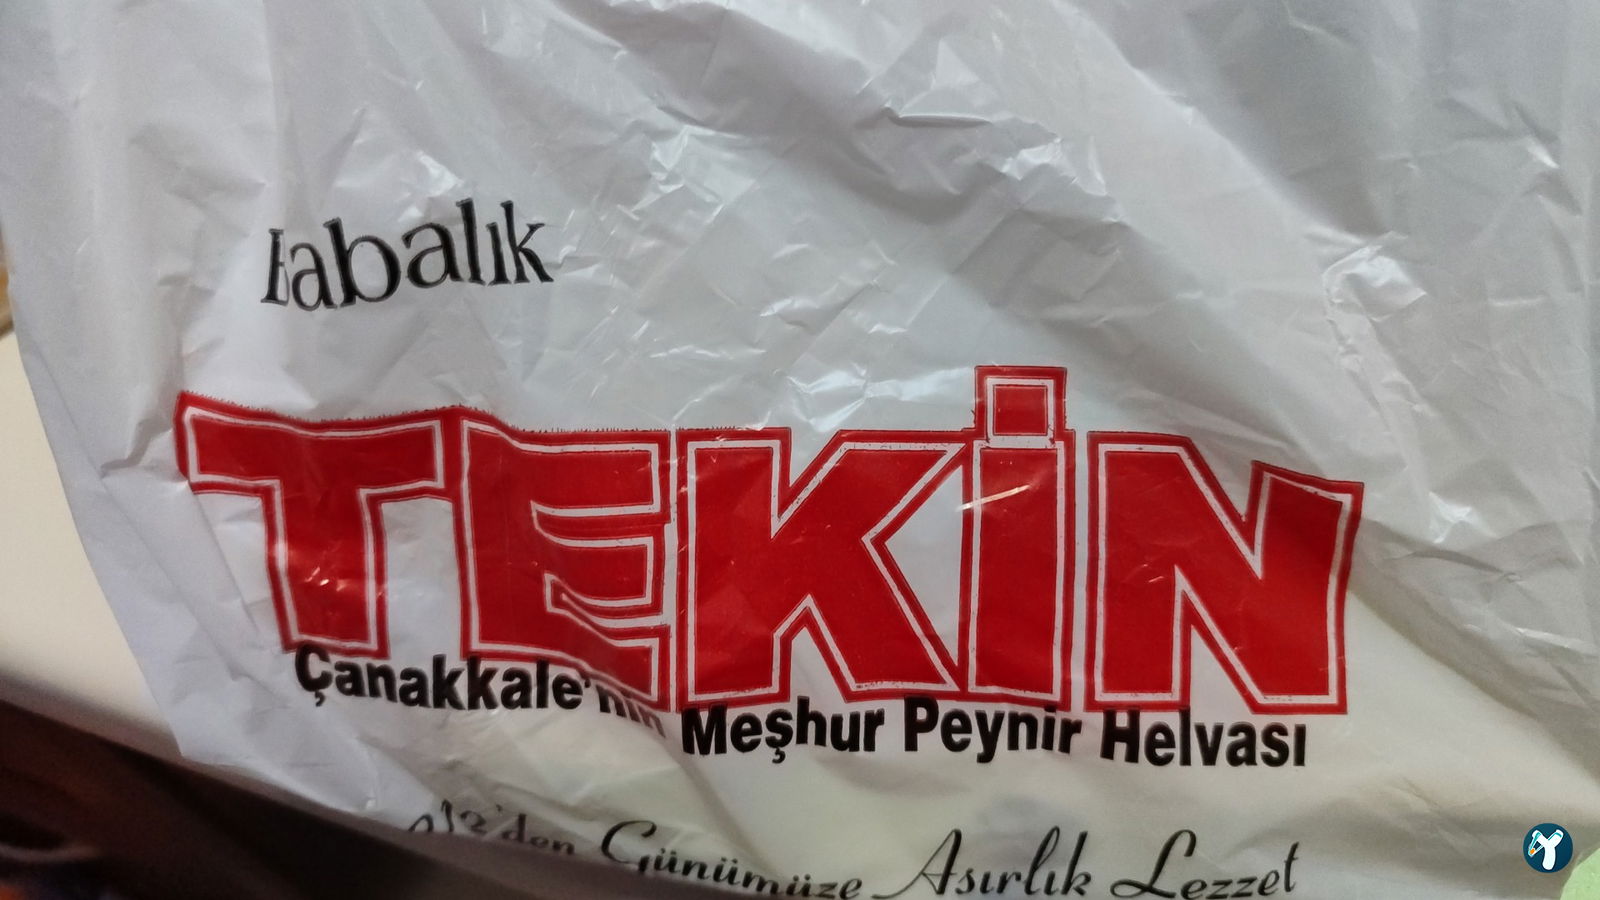 Babalık
TEKİN
Çanakkale'nin Meşhur Peynir Helvası
Günümüze Asırlık Lezzet